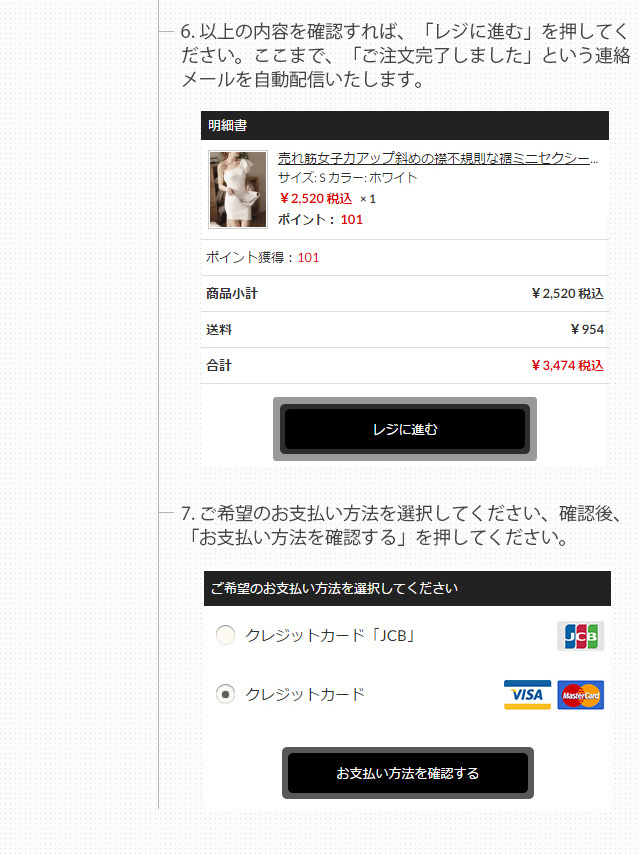 6. 以上の内容を確認すれば、「レジに進む」を押してく
ださい。ここまで、「ご注文完了しました」という連絡
メールを自動配信いたします。
明細書
売れ筋女子力アップ斜めの襟不規則な裾ミニセクシー...
サイズ: S カラー: ホワイト
￥2,520 税込 × 1
ポイント： 101
ポイント獲得：101
商品小計 ￥2,520 税込
送料 ￥954
合計 ￥3,474 税込
レジに進む
7. ご希望のお支払い方法を選択してください、確認後、
「お支払い方法を確認する」を押してください。
ご希望のお支払い方法を選択してください
クレジットカード「JCB」 JCB
クレジットカード VISA MasterCard
お支払い方法を確認する